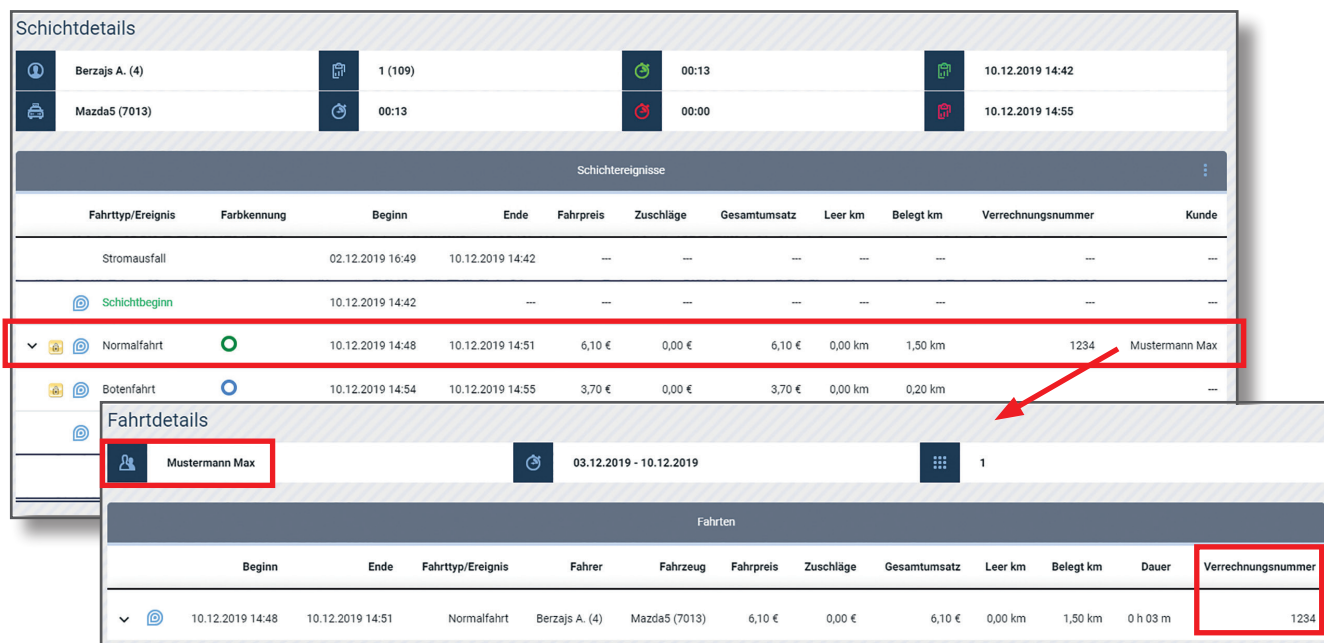 Schichtdetails
Berzajs A. (4) 1 (109) 00:13 10.12.2019 14:42
Mazda5 (7013) 00:13 00:00 10.12.2019 14:55
Schichtereignisse
Fahrttyp/Ereignis Farbkennung Beginn Ende Fahrpreis Zuschläge Gesamtumsatz Leer km Belegt km Verrechnungsnummer Kunde
Stromausfall 02.12.2019 16:49 10.12.2019 14:42 --- --- --- --- --- --- ---
Schichtbeginn 10.12.2019 14:42 --- --- --- --- --- --- --- ---
Normalfahrt 10.12.2019 14:48 10.12.2019 14:51 6,10 € 0,00 € 6,10 € 0,00 km 1,50 km 1234 Mustermann Max
Botenfahrt 10.12.2019 14:54 10.12.2019 14:55 3,70 € 0,00 € 3,70 € 0,00 km 0,20 km ---
Fahrtdetails
Mustermann Max 03.12.2019 - 10.12.2019 1
Fahrten
Beginn Ende Fahrttyp/Ereignis Fahrer Fahrzeug Fahrpreis Zuschläge Gesamtumsatz Leer km Belegt km Dauer Verrechnungsnummer
10.12.2019 14:48 10.12.2019 14:51 Normalfahrt Berzajs A. (4) Mazda5 (7013) 6,10 € 0,00 € 6,10 € 0,00 km 1,50 km 0 h 03 m 1234